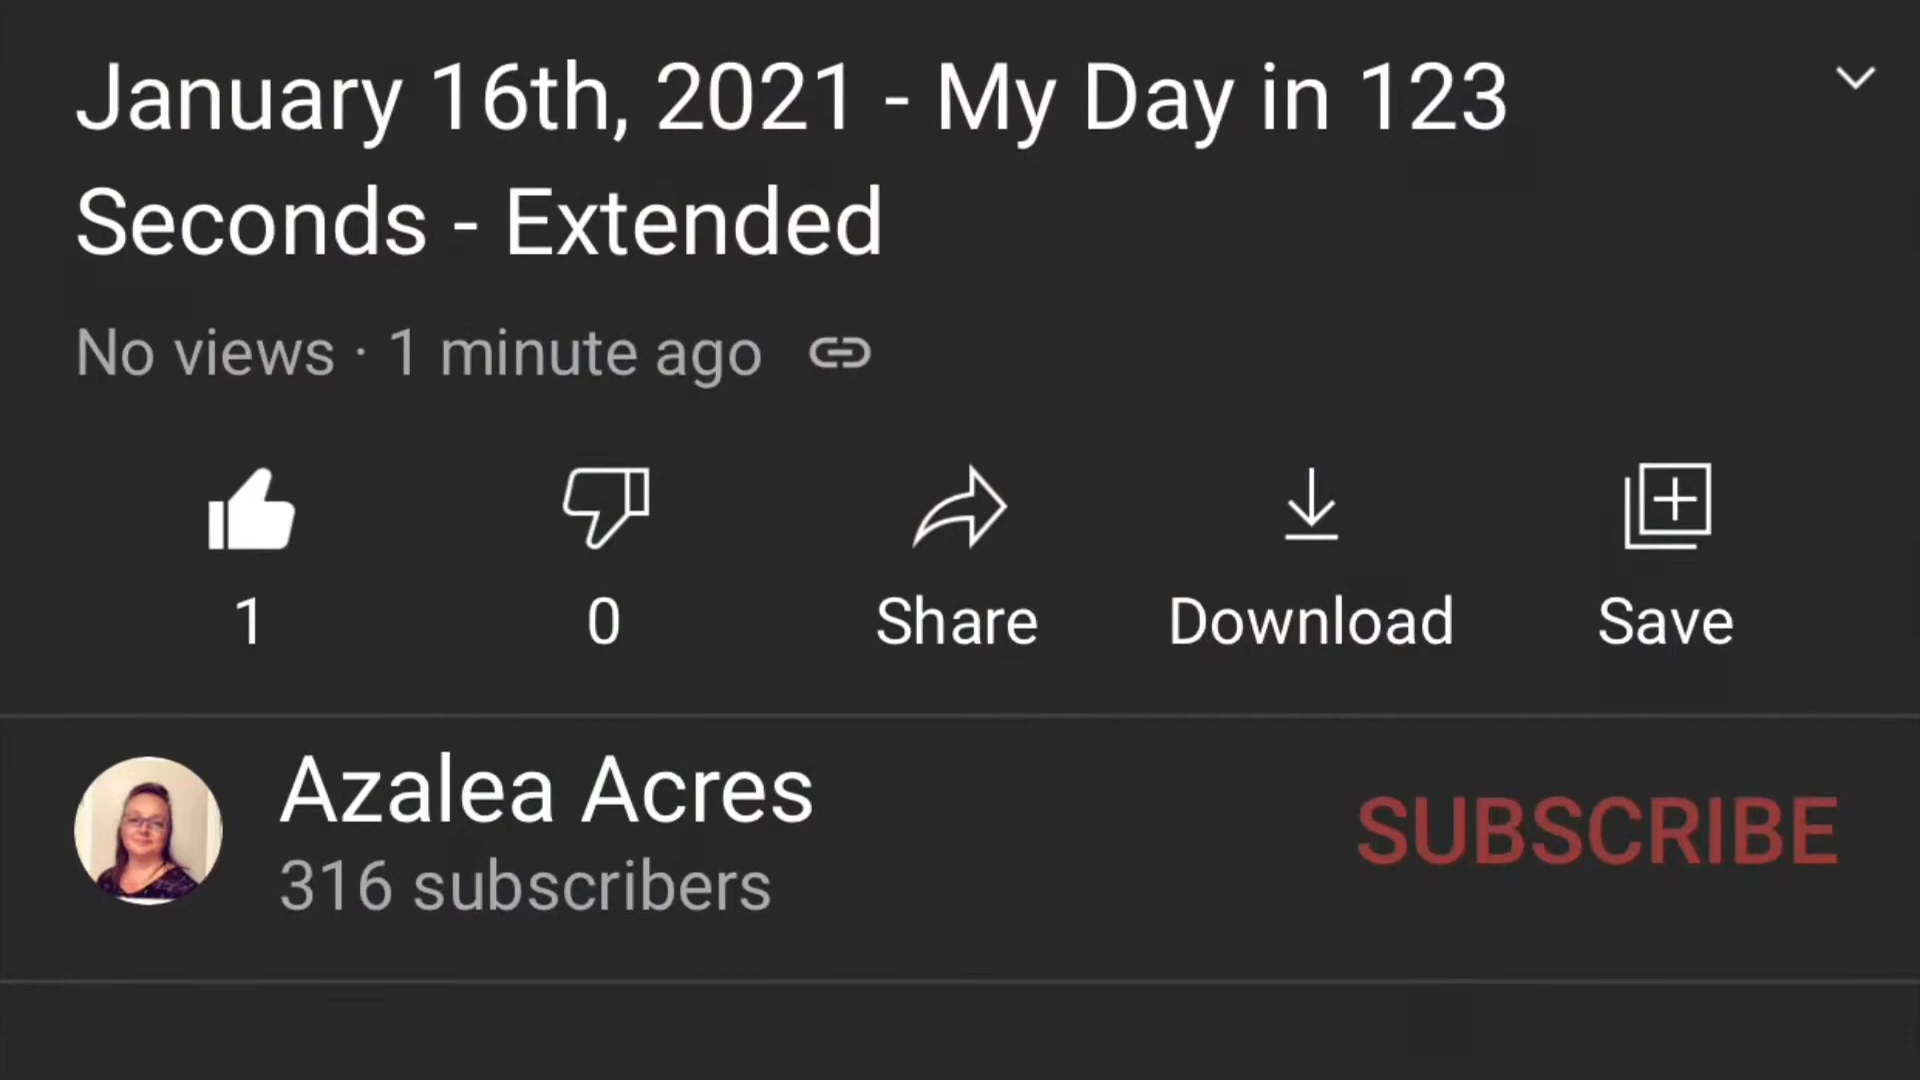 January 16th, 2021 - My Day in 123
Seconds - Extended
No views · 1 minute ago
1
0
Share
Download
Save
Azalea Acres
316 subscribers
SUBSCRIBE